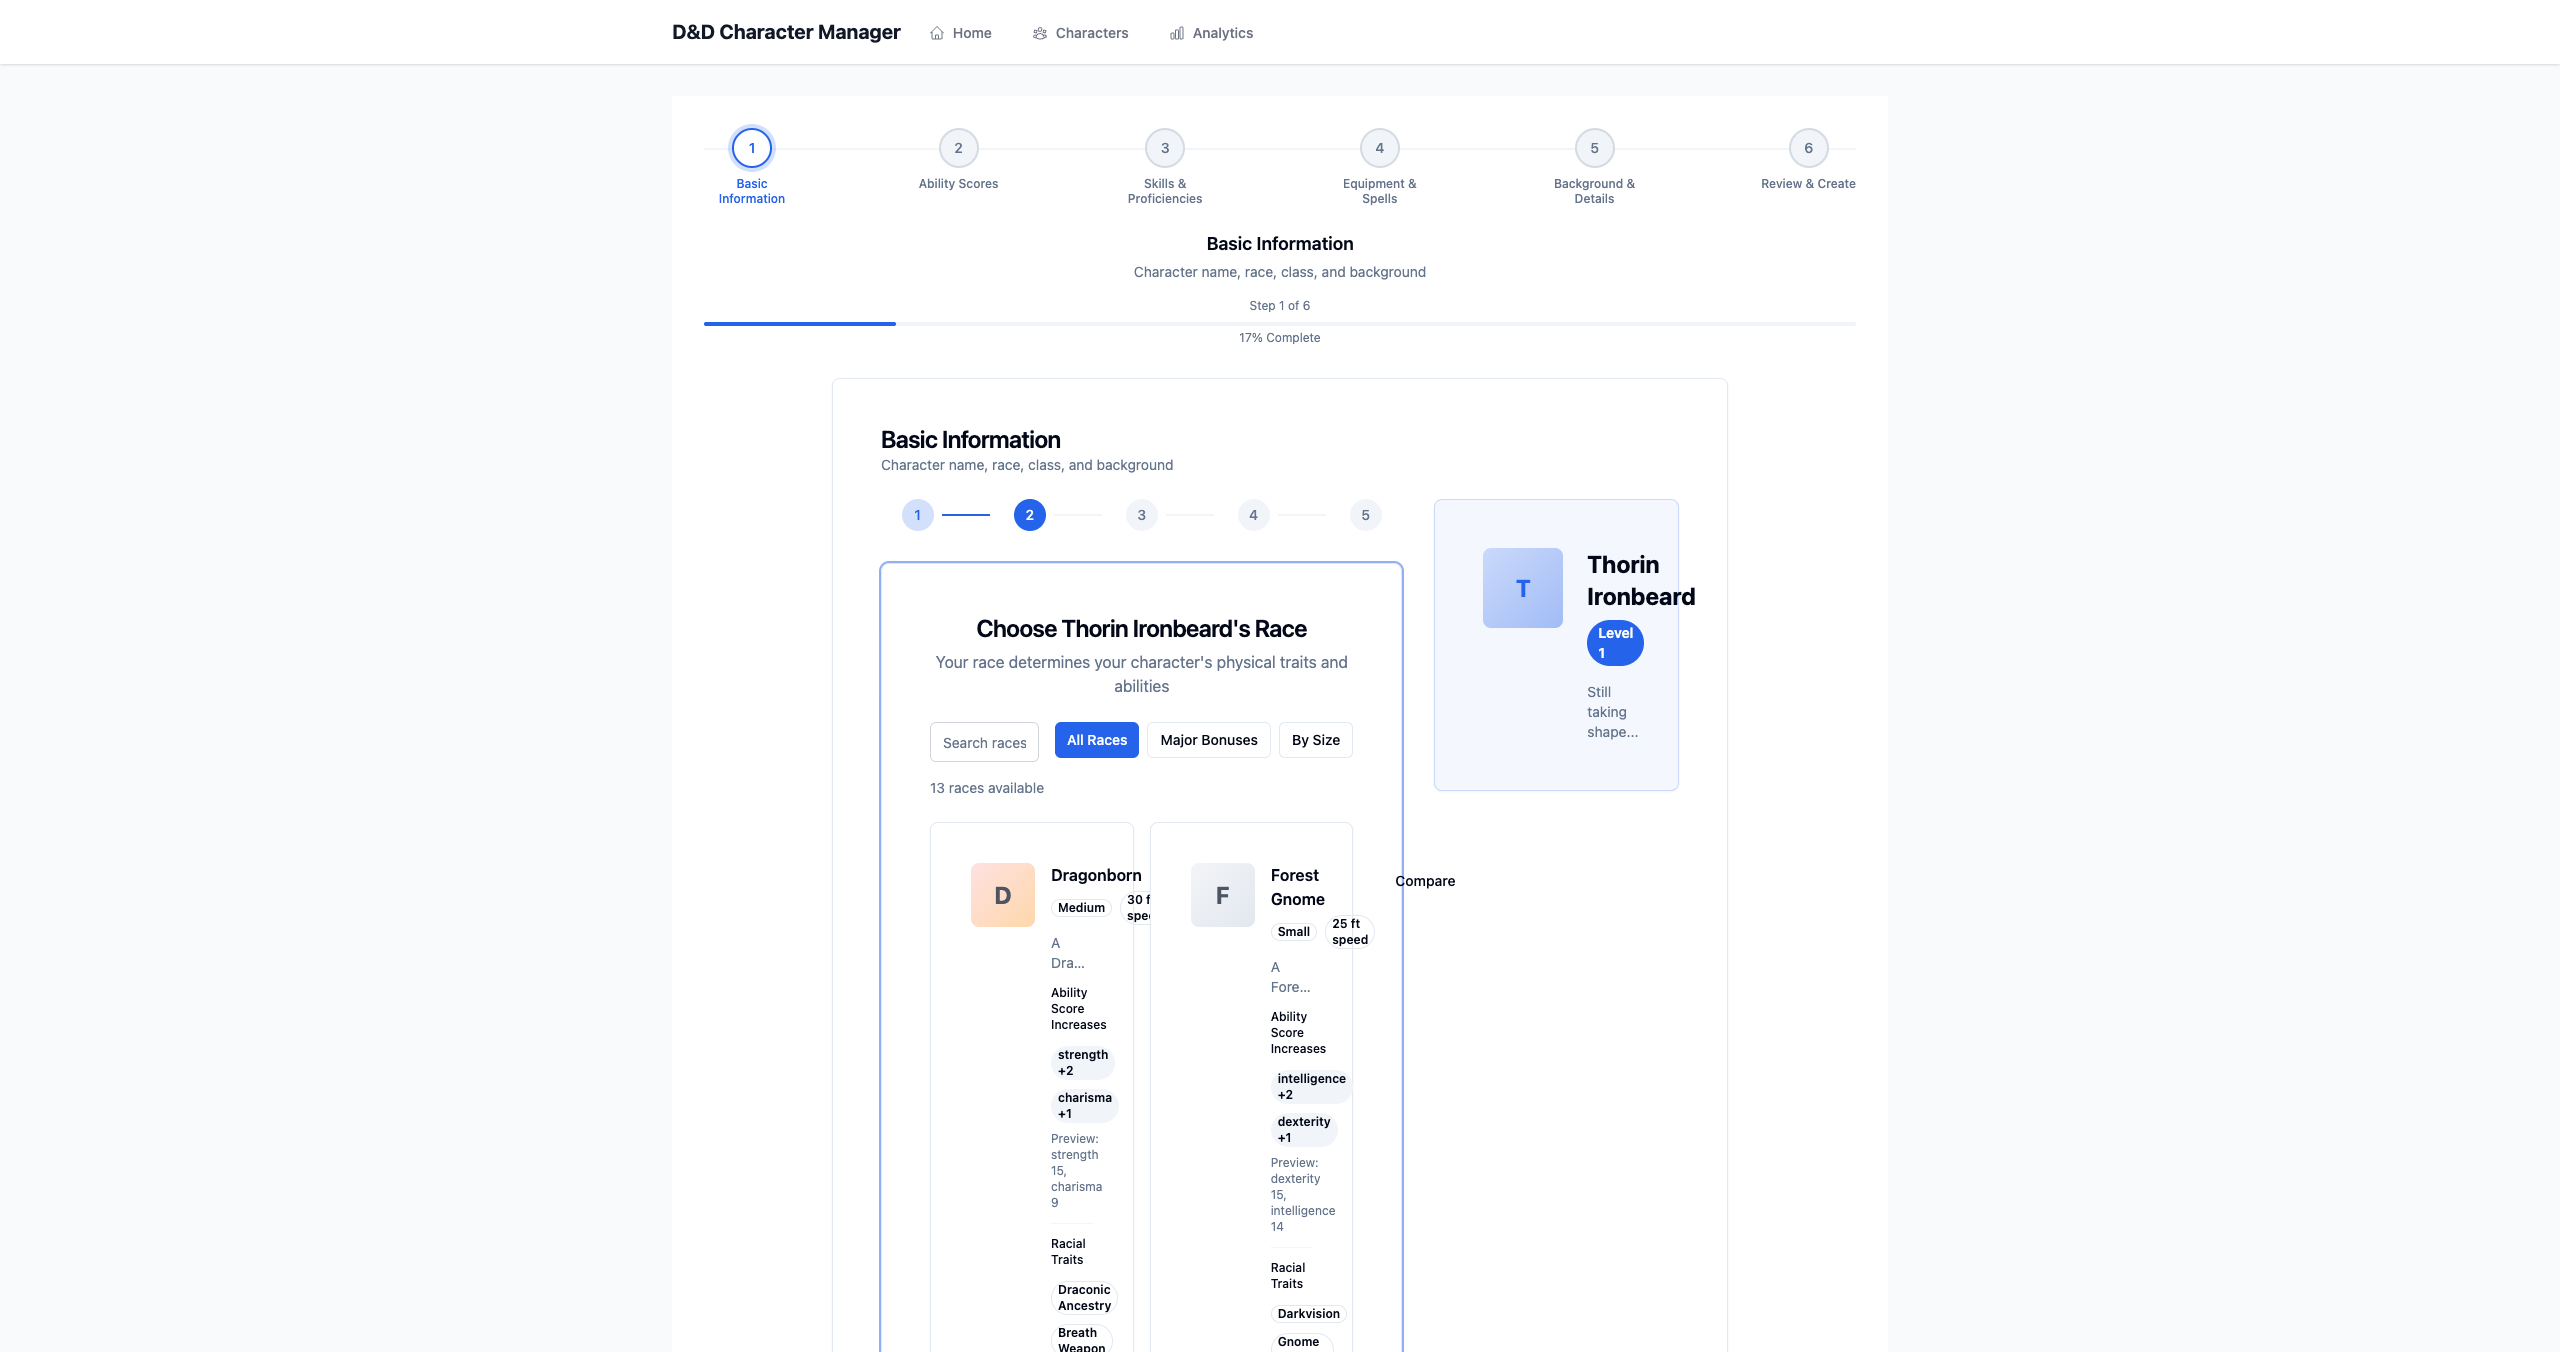 D&D Character Manager
Home
Characters
Analytics
1
2
3
4
5
6
Basic
Information
Ability Scores
Skills &
Proficiencies
Equipment &
Spells
Background &
Details
Review & Create
Basic Information
Character name, race, class, and background
Step 1 of 6
17% Complete
Basic Information
Character name, race, class, and background
1
2
3
4
5
T
Thorin
Ironbeard
Level
1
Still
taking
shape...
Choose Thorin Ironbeard's Race
Your race determines your character's physical traits and
abilities
Search races
All Races
Major Bonuses
By Size
13 races available
D
Dragonborn
Medium
30 f
spee
A
Dra...
Ability
Score
Increases
strength
+2
charisma
+1
Preview:
strength
15,
charisma
9
Racial
Traits
Draconic
Ancestry
Breath
Weapon
F
Forest
Gnome
Small
25 ft
speed
A
Fore...
Ability
Score
Increases
intelligence
+2
dexterity
+1
Preview:
dexterity
15,
intelligence
14
Racial
Traits
Darkvision
Gnome
Compare